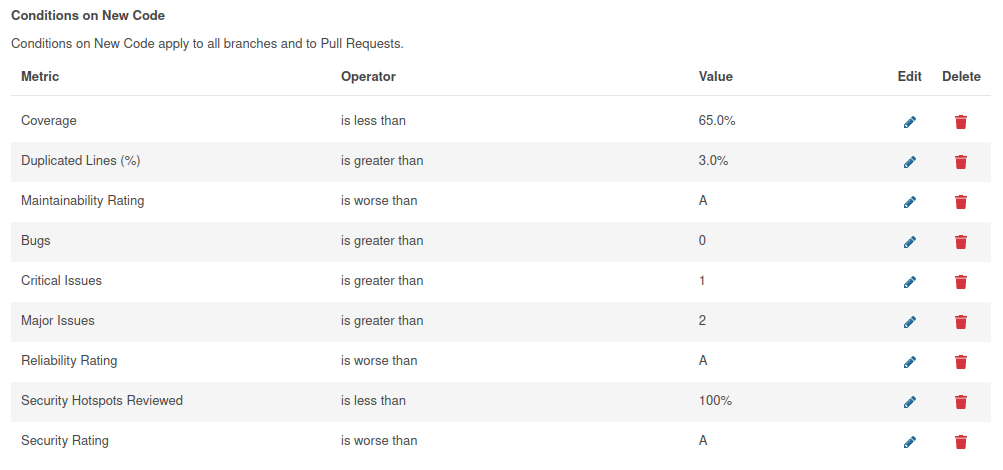 Conditions on New Code
Conditions on New Code apply to all branches and to Pull Requests.
Metric Operator Value Edit Delete
Coverage is less than 65.0%
Duplicated Lines (%) is greater than 3.0%
Maintainability Rating is worse than A
Bugs is greater than 0
Critical Issues is greater than 1
Major Issues is greater than 2
Reliability Rating is worse than A
Security Hotspots Reviewed is less than 100%
Security Rating is worse than A